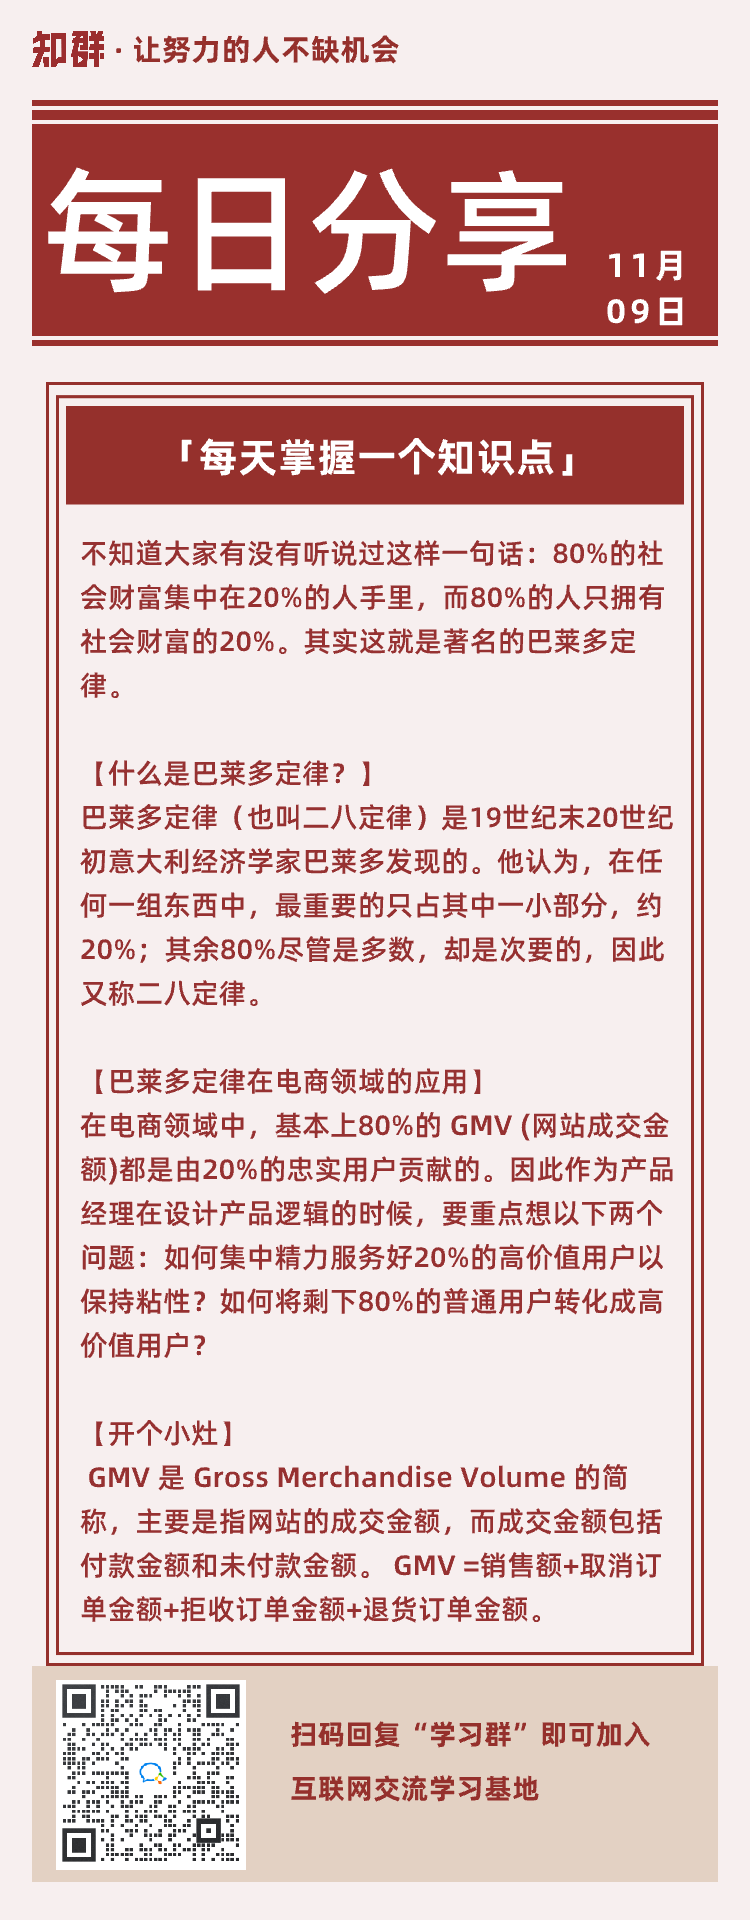 知群 · 让努力的人不缺机会
每日分享
11月
09日
「每天掌握一个知识点」
不知道大家有没有听说过这样一句话：80%的社
会财富集中在20%的人手里，而80%的人只拥有
社会财富的20%。其实这就是著名的巴莱多定
律。
【什么是巴莱多定律？】
巴莱多定律（也叫二八定律）是19世纪末20世纪
初意大利经济学家巴莱多发现的。他认为，在任
何一组东西中，最重要的只占其中一小部分，约
20%；其余80%尽管是多数，却是次要的，因此
又称二八定律。
【巴莱多定律在电商领域的应用】
在电商领域中，基本上80%的 GMV (网站成交金
额)都是由20%的忠实用户贡献的。因此作为产品
经理在设计产品逻辑的时候，要重点想以下两个
问题：如何集中精力服务好20%的高价值用户以
保持粘性？如何将剩下80%的普通用户转化成高
价值用户？
【开个小灶】
GMV 是 Gross Merchandise Volume 的简
称，主要是指网站的成交金额，而成交金额包括
付款金额和未付款金额。 GMV =销售额+取消订
单金额+拒收订单金额+退货订单金额。
扫码回复“学习群”即可加入
互联网交流学习基地